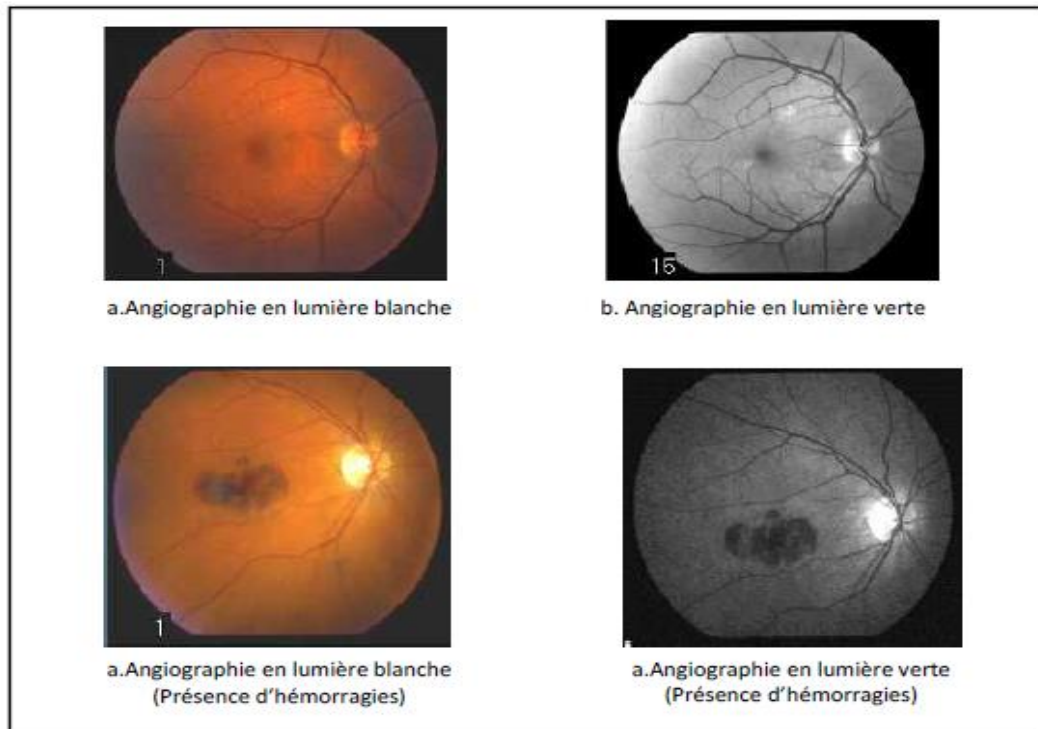 1
15
a.Angiographie en lumière blanche
b. Angiographie en lumière verte
1
a.Angiographie en lumière blanche
(Présence d'hémorragies)
a.Angiographie en lumière verte
(Présence d'hémorragies)